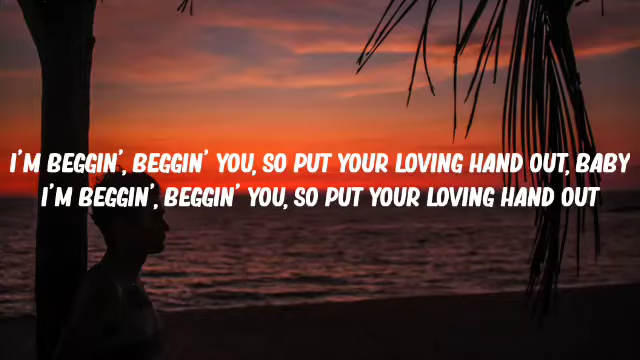 I'M BEGGIN', BEGGIN' YOU, SO PUT YOUR LOVING HAND OUT, BABY
I'M BEGGIN', BEGGIN' YOU, SO PUT YOUR LOVING HAND OUT